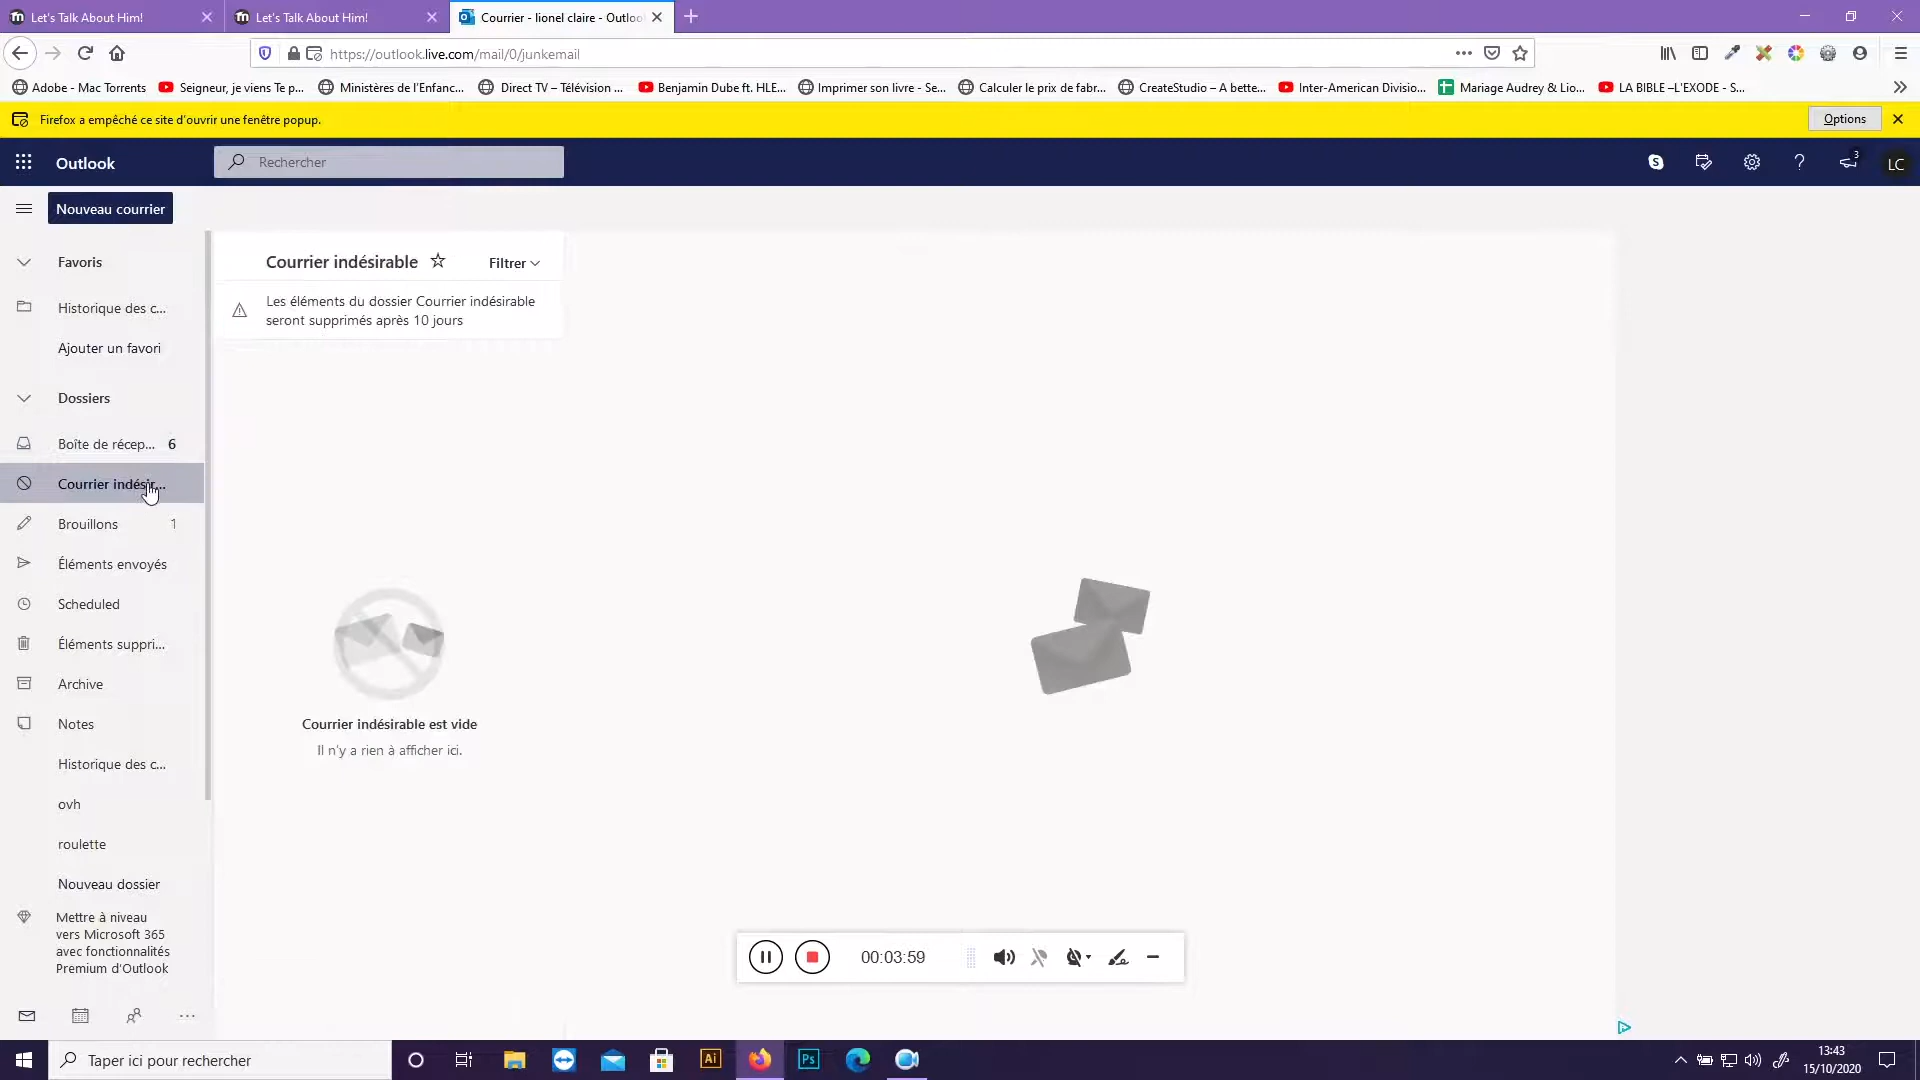 Let's Talk About Him!
Let's Talk About Him!
Courrier - lionel claire - Outloo
https://outlook.live.com/mail/0/junkemail
Adobe - Mac Torrents
Seigneur, je viens Te p...
Ministères de l'Enfanc...
Direct TV – Télévision ...
Benjamin Dube ft. HLE...
Imprimer son livre - Se...
Calculer le prix de fabr...
CreateStudio – A bette...
Inter-American Divisio...
Mariage Audrey & Lio...
LA BIBLE –L'EXODE - S...
Firefox a empêché ce site d'ouvrir une fenêtre popup.
Options
Outlook
Rechercher
3
LC
Nouveau courrier
Favoris
Historique des c...
Ajouter un favori
Dossiers
Boîte de récep... 6
Courrier indésir...
Brouillons 1
Éléments envoyés
Scheduled
Éléments suppri...
Archive
Notes
Historique des c...
ovh
roulette
Nouveau dossier
Mettre à niveau
vers Microsoft 365
avec fonctionnalités
Premium d'Outlook
Courrier indésirable
Filtrer
Les éléments du dossier Courrier indésirable
seront supprimés après 10 jours
Courrier indésirable est vide
Il n'y a rien à afficher ici.
00:03:59
Taper ici pour rechercher
Ai
Ps
13:43
15/10/2020